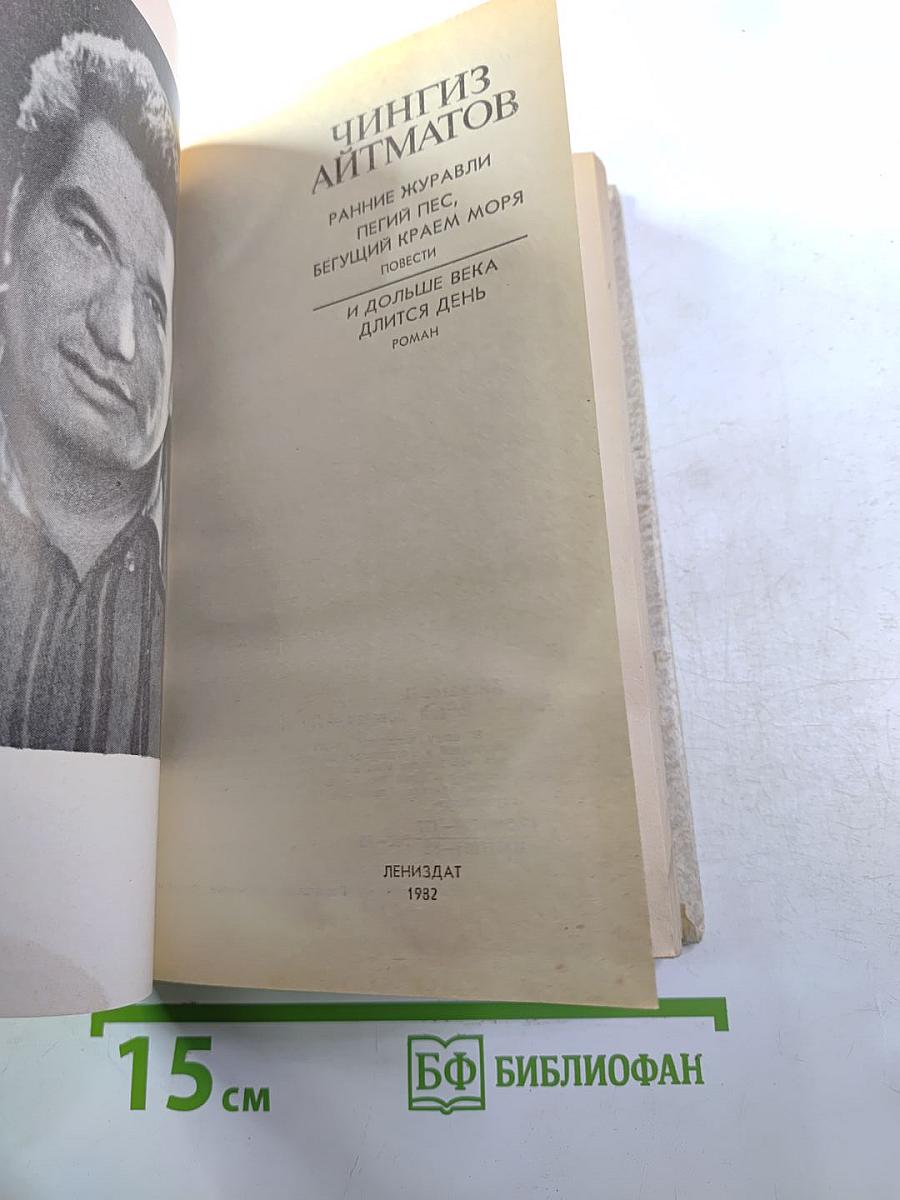 ЧИНГИЗ
АЙТМАТОВ
РАННИЕ ЖУРАВЛИ
ПЕГИЙ ПЕС,
БЕГУЩИЙ КРАЕМ МОРЯ
ПОВЕСТИ
И ДОЛЬШЕ ВЕКА
ДЛИТСЯ ДЕНЬ
РОМАН
ЛЕНИЗДАТ
1982
15 см
БФ БИБЛИОФАН